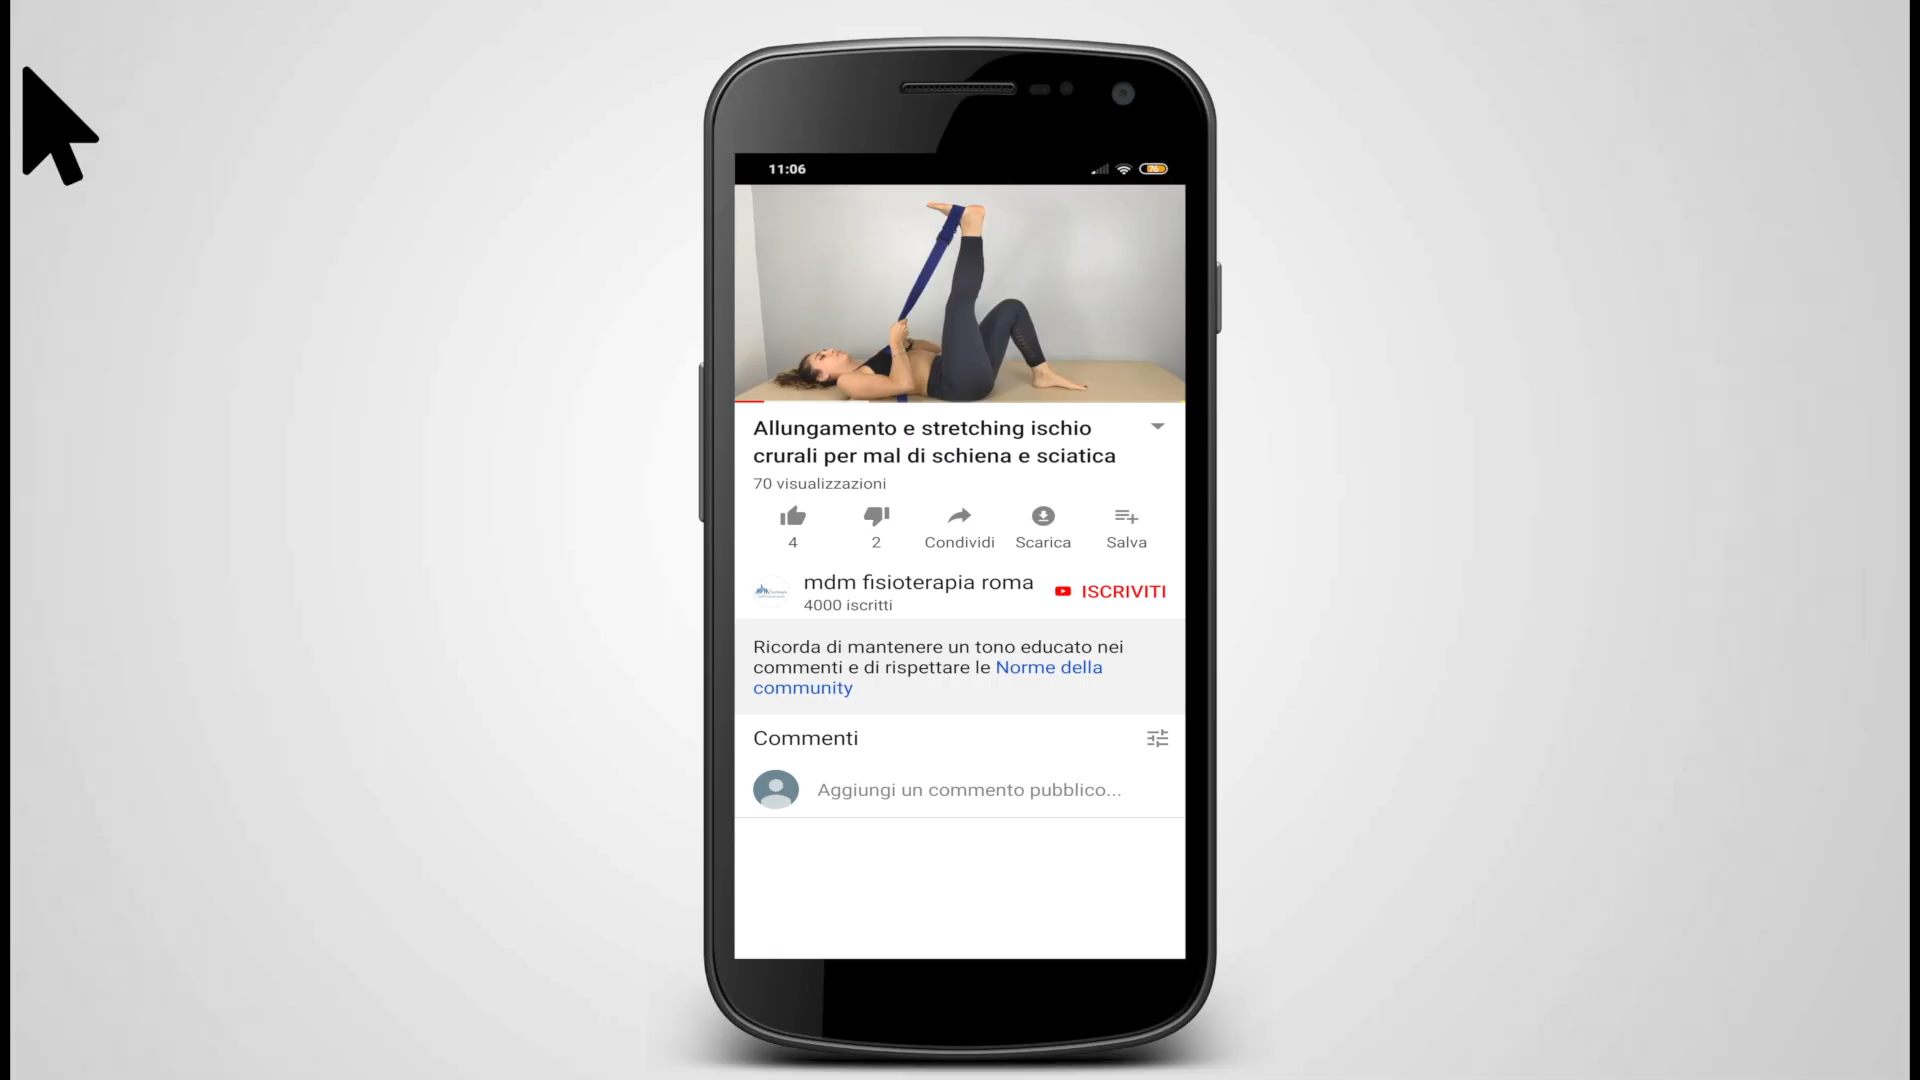 11:06
76
Allungamento e stretching ischio
crurali per mal di schiena e sciatica
70 visualizzazioni
4
2
Condividi
Scarica
Salva
mdm fisioterapia roma
4000 iscritti
ISCRIVITI
Ricorda di mantenere un tono educato nei
commenti e di rispettare le Norme della
community
Commenti
Aggiungi un commento pubblico...